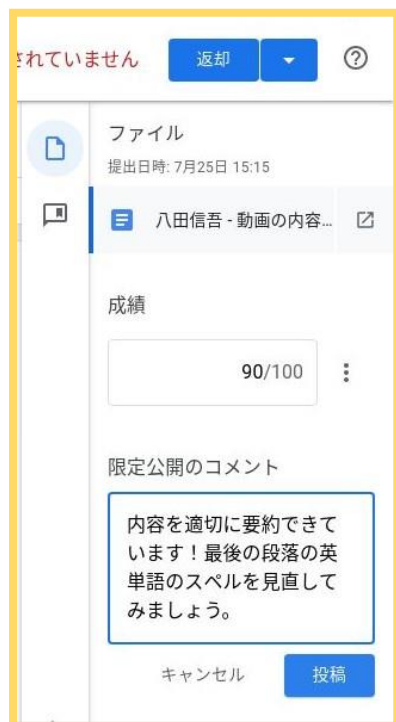 されていません 返却
ファイル
提出日時: 7月25日 15:15
八田信吾 - 動画の内容...
成績
90/100
限定公開のコメント
内容を適切に要約できて
います！最後の段落の英
単語のスペルを見直して
みましょう。
キャンセル 投稿